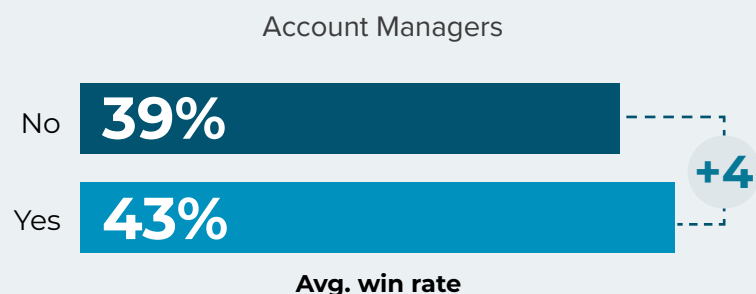 Account Managers
No
39%
+4
Yes
43%
Avg. win rate